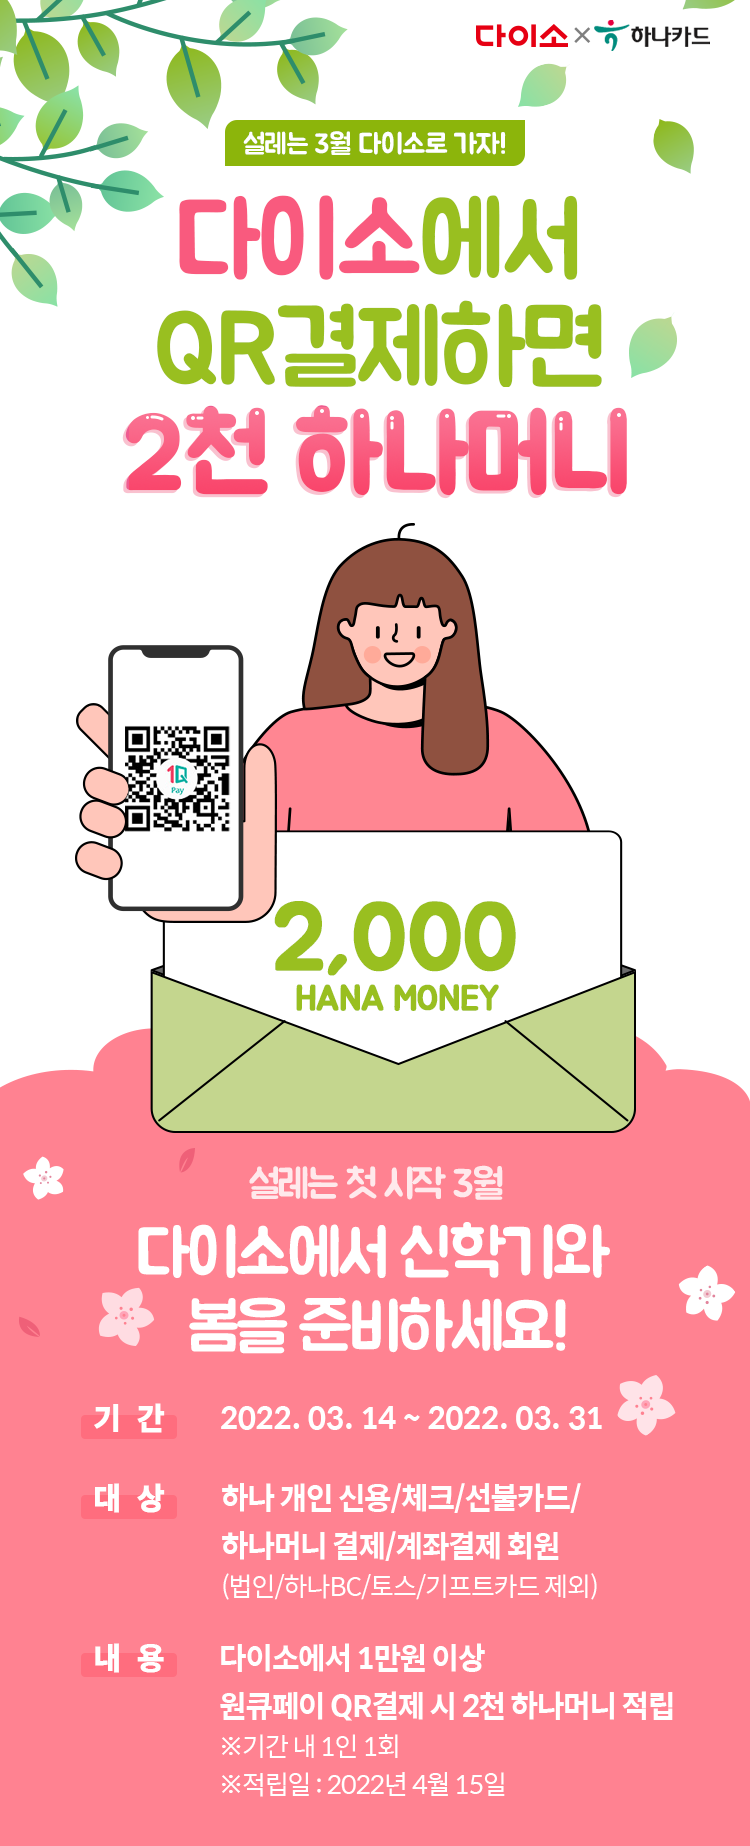 다이소×하나카드
설레는 3월 다이소로 가자!
다이소에서
QR결제하면
2천 하나머니
1Q
Pay
2,000
HANA MONEY
설레는 첫 시작 3월
다이소에서 신학기와
봄을 준비하세요!
기 간 2022. 03. 14 ~ 2022. 03. 31
대 상 하나 개인 신용/체크/선불카드/
하나머니 결제/계좌결제 회원
(법인/하나BC/토스/기프트카드 제외)
내 용 다이소에서 1만원 이상
원큐페이 QR결제 시 2천 하나머니 적립
※기간 내 1인 1회
※적립일 : 2022년 4월 15일